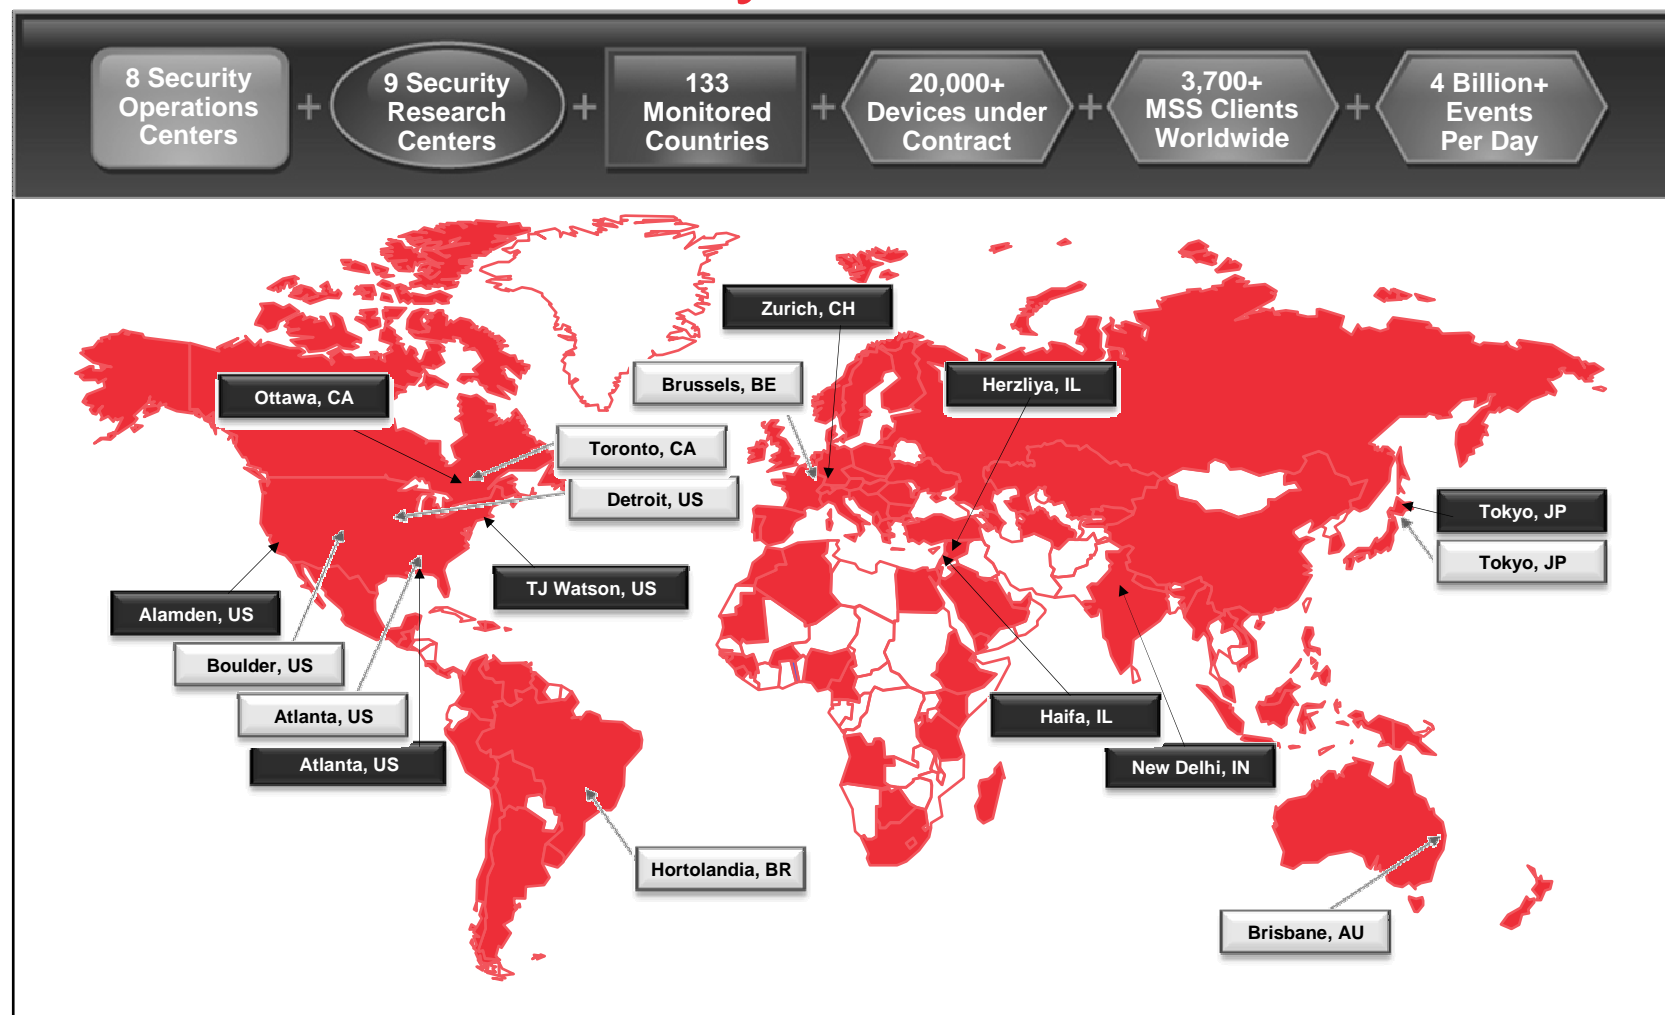 8 Security
Operations
Centers
+
9 Security
Research
Centers
+
133
Monitored
Countries
+
20,000+
Devices under
Contract
+
3,700+
MSS Clients
Worldwide
+
4 Billion+
Events
Per Day
Zurich, CH
Brussels, BE
Herzliya, IL
Ottawa, CA
Toronto, CA
Detroit, US
Tokyo, JP
Tokyo, JP
TJ Watson, US
Alamden, US
Boulder, US
Atlanta, US
Haifa, IL
Atlanta, US
New Delhi, IN
Hortolandia, BR
Brisbane, AU